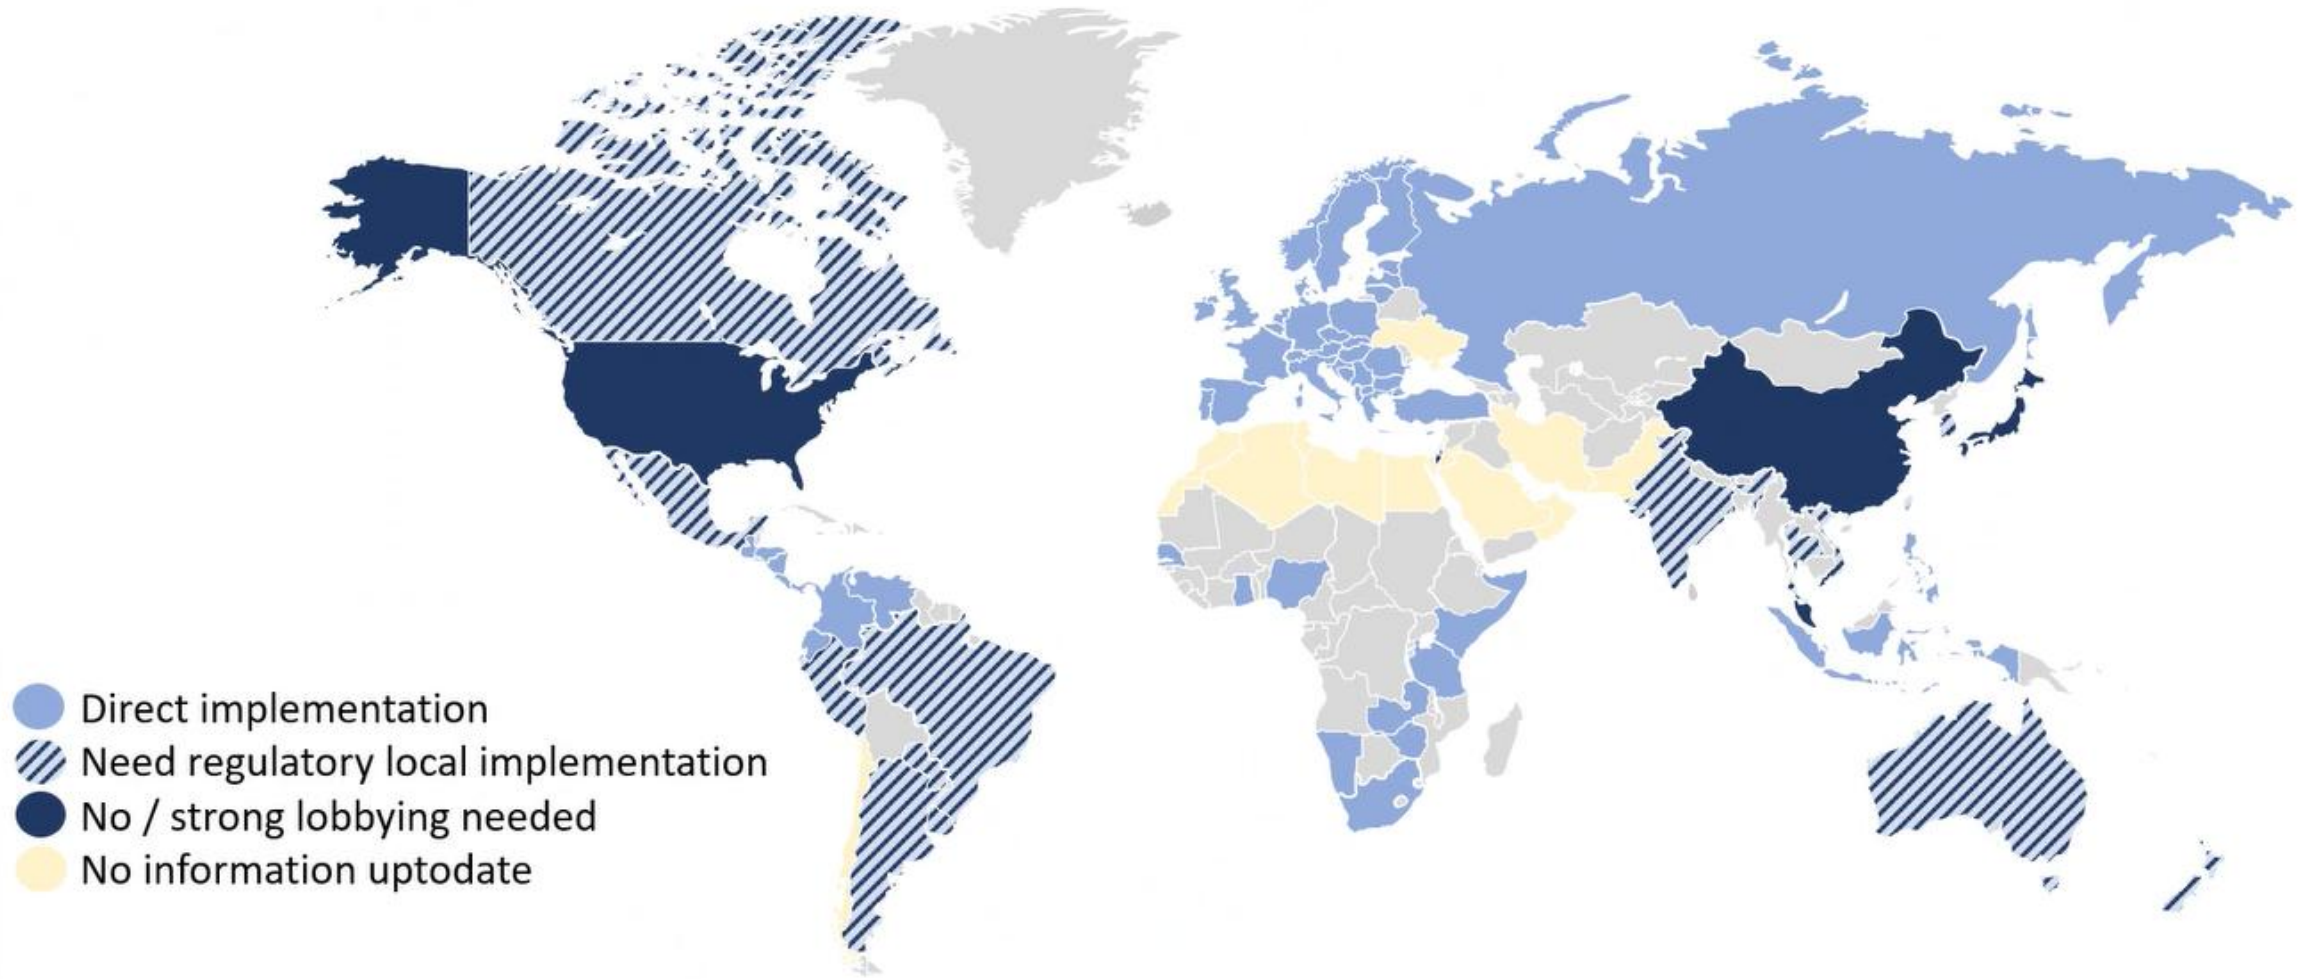 Direct implementation
Need regulatory local implementation
No / strong lobbying needed
No information uptodate